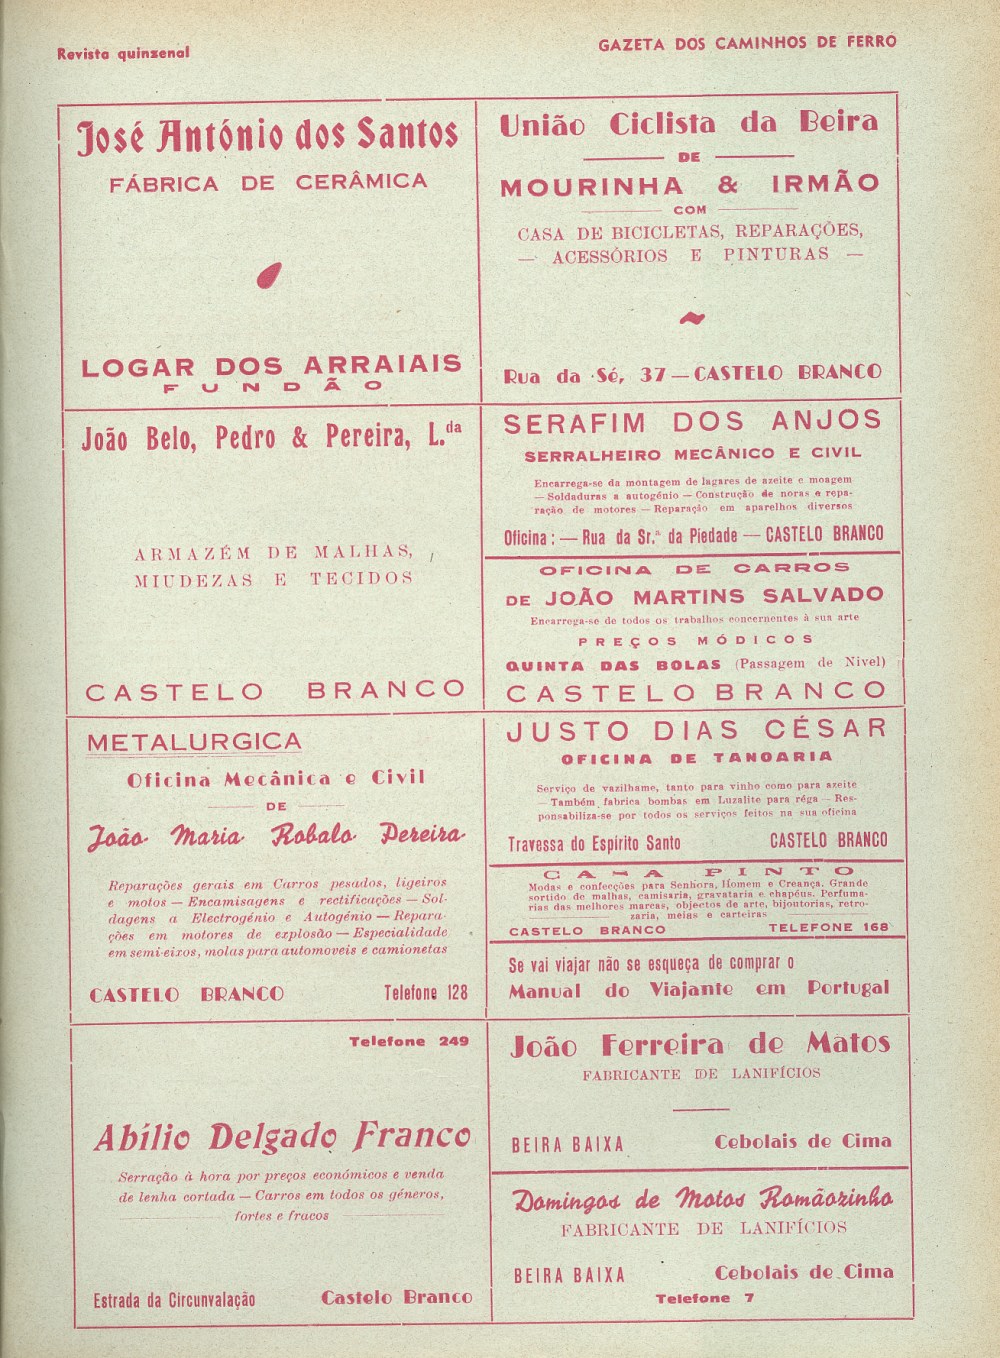 Revista quinzenal
GAZETA DOS CAMINHOS DE FERRO
José António dos Santos
FÁBRICA DE CERÂMICA
LOGAR DOS ARRAIAIS
FUNDÃO
União Ciclista da Beira
DE
MOURINHA & IRMÃO
COM
CASA DE BICICLETAS, REPARAÇÕES,
— ACESSÓRIOS E PINTURAS —
Rua da Sé, 37 — CASTELO BRANCO
João Belo, Pedro & Pereira, L.da
ARMAZÉM DE MALHAS,
MIUDEZAS E TECIDOS
CASTELO BRANCO
SERAFIM DOS ANJOS
SERRALHEIRO MECÂNICO E CIVIL
Encarrega-se da montagem de lagares de azeite e moagem
— Soldaduras a autogénio — Construção de noras e repa-
ração de motores — Reparação em aparelhos diversos
Oficina: — Rua da Sr.ª da Piedade — CASTELO BRANCO
OFICINA DE CARROS
DE JOÃO MARTINS SALVADO
Encarrega-se de todos os trabalhos concernentes à sua arte
PREÇOS MÓDICOS
QUINTA DAS BOLAS (Passagem de Nivel)
CASTELO BRANCO
METALURGICA
Oficina Mecânica e Civil
DE
João Maria Robalo Pereira
Reparações gerais em Carros pesados, ligeiros
e motos — Encamisagens e rectificações — Sol-
dagens a Electrogénio e Autogénio — Repara-
ções em motores de explosão — Especialidade
em semi-eixos, molas para automoveis e camionetas
CASTELO BRANCO Telefone 128
JUSTO DIAS CÉSAR
OFICINA DE TANOARIA
Serviço de vazilhame, tanto para vinho como para azeite
— Também fabrica bombas em Luzalite para réga — Res-
ponsabiliza-se por todos os serviços feitos na sua oficina
Travessa do Espírito Santo CASTELO BRANCO
CASA PINTO
Modas e confecções para Senhora, Homem e Creança. Grande
sortido de malhas, camisaria, gravataria e chapéus. Perfuma-
rias das melhores marcas, objectos de arte, bijoutorias, retro-
zaria, meias e carteiras
CASTELO BRANCO TELEFONE 168
Se vai viajar não se esqueça de comprar o
Manual do Viajante em Portugal
Telefone 249
Abílio Delgado Franco
Serração à hora por preços económicos e venda
de lenha cortada — Carros em todos os géneros,
fortes e fracos
Estrada da Circunvalação Castelo Branco
João Ferreira de Matos
FABRICANTE DE LANIFÍCIOS
BEIRA BAIXA Cebolais de Cima
Domingos de Matos Romãozinho
FABRICANTE DE LANIFÍCIOS
BEIRA BAIXA Cebolais de Cima
Telefone 7